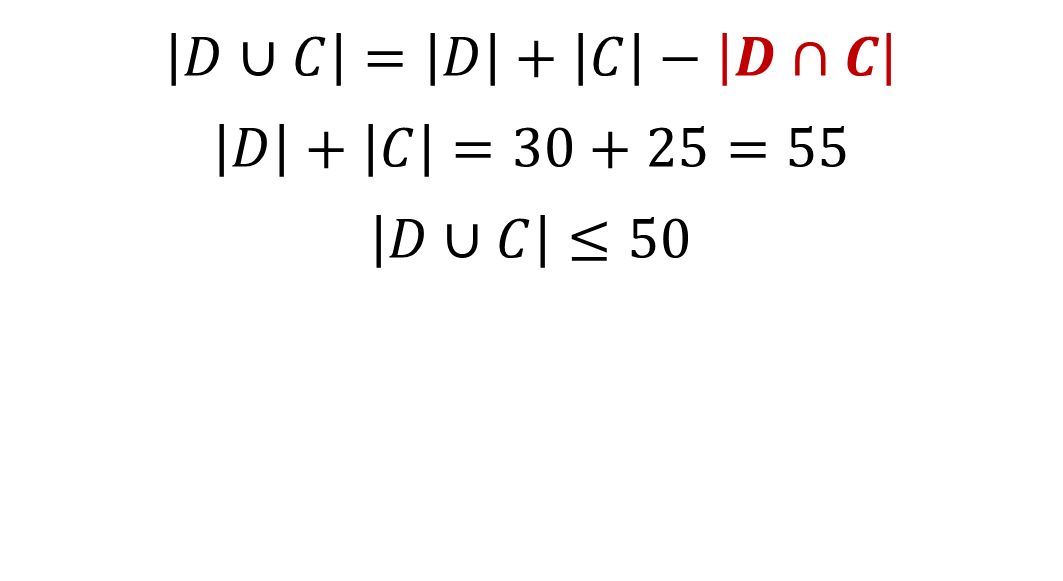 |D ∪ C| = |D| + |C| − |D ∩ C|
|D| + |C| = 30 + 25 = 55
|D ∪ C| ≤ 50